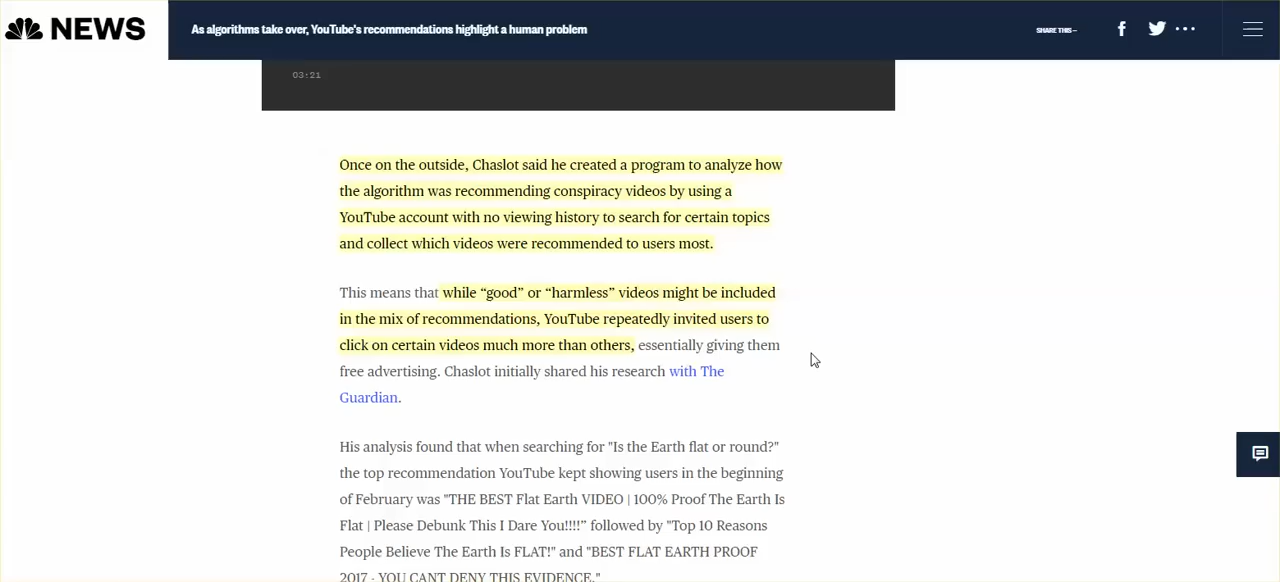 NEWS
As algorithms take over, YouTube's recommendations highlight a human problem
SHARE THIS —
03:21
Once on the outside, Chaslot said he created a program to analyze how
the algorithm was recommending conspiracy videos by using a
YouTube account with no viewing history to search for certain topics
and collect which videos were recommended to users most.
This means that while “good” or “harmless” videos might be included
in the mix of recommendations, YouTube repeatedly invited users to
click on certain videos much more than others, essentially giving them
free advertising. Chaslot initially shared his research with The
Guardian.
His analysis found that when searching for "Is the Earth flat or round?"
the top recommendation YouTube kept showing users in the beginning
of February was "THE BEST Flat Earth VIDEO | 100% Proof The Earth Is
Flat | Please Debunk This I Dare You!!!!” followed by "Top 10 Reasons
People Believe The Earth Is FLAT!" and "BEST FLAT EARTH PROOF
2017 - YOU CANT DENY THIS EVIDENCE."